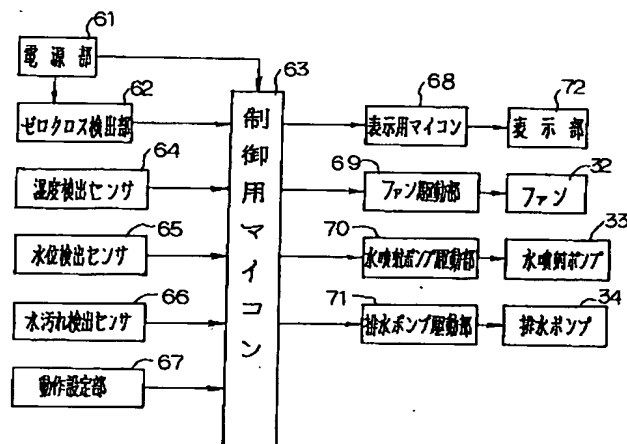 61
電源部
62
ゼロクロス検出部
63
制御用マイコン
64
湿度検出センサ
65
水位検出センサ
66
水汚れ検出センサ
67
動作設定部
68
表示用マイコン
72
表示部
69
ファン駆動部
32
ファン
70
水噴射ポンプ駆動部
33
水噴射ポンプ
71
排水ポンプ駆動部
34
排水ポンプ